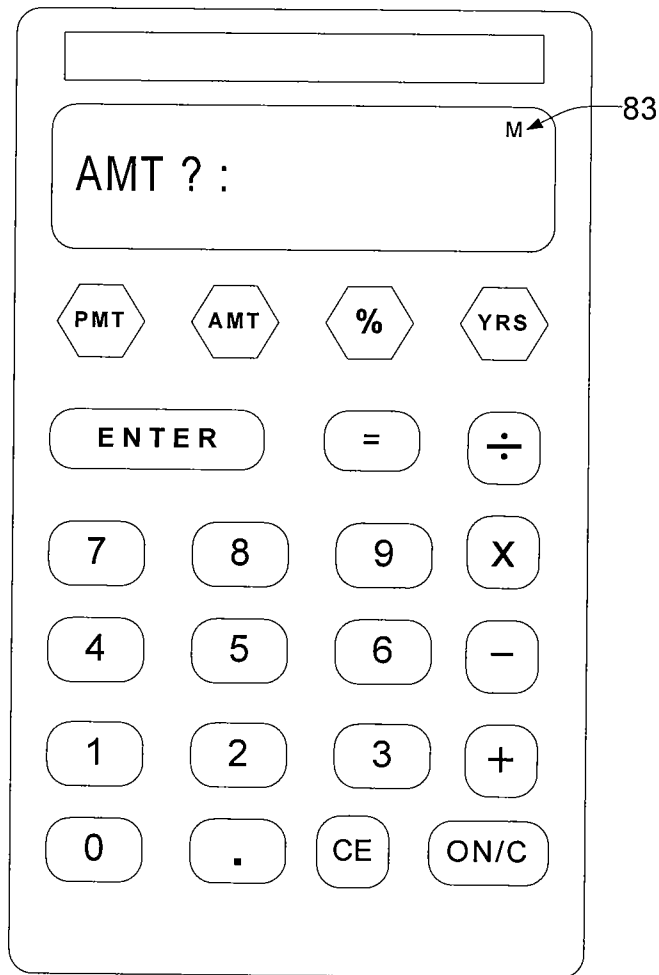 M
83
AMT ? :
PMT AMT % YRS
ENTER = ÷
7 8 9 X
4 5 6 −
1 2 3 +
0 . CE ON/C